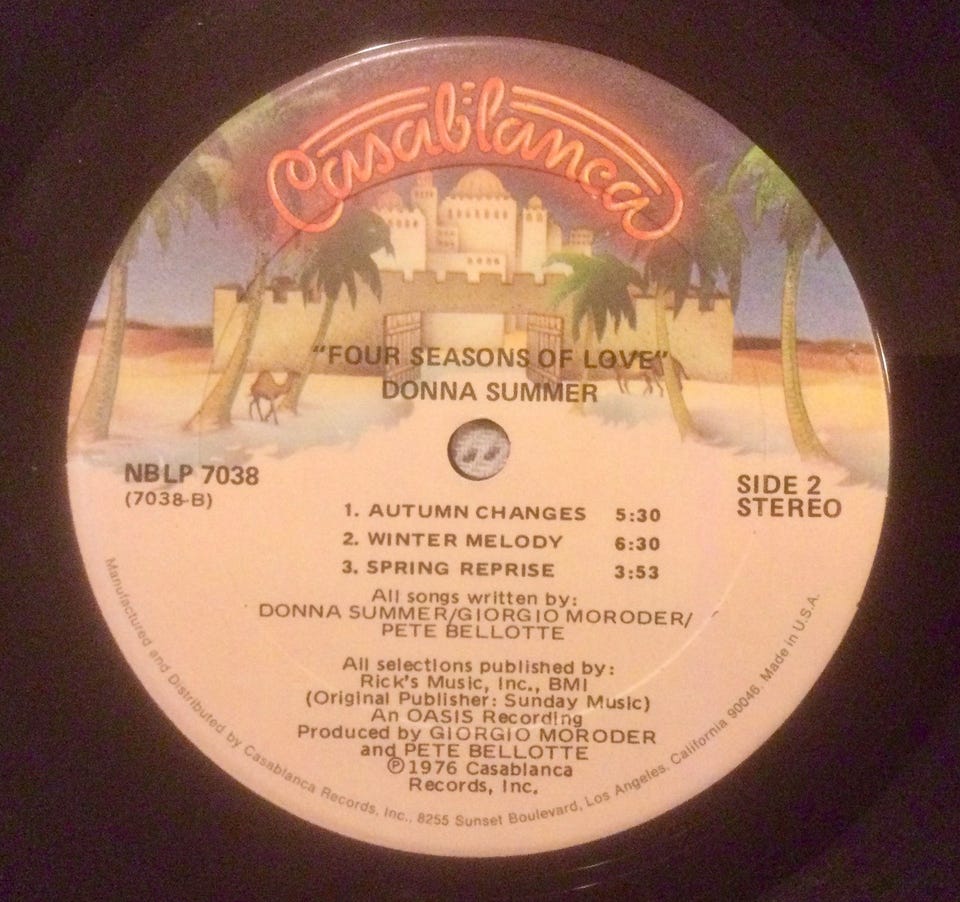 Casablanca
"FOUR SEASONS OF LOVE"
DONNA SUMMER
NBLP 7038
(7038-B)
SIDE 2
STEREO
1. AUTUMN CHANGES 5:30
2. WINTER MELODY 6:30
3. SPRING REPRISE 3:53
All songs written by:
DONNA SUMMER/GIORGIO MORODER/
PETE BELLOTTE
All selections published by:
Rick's Music, Inc., BMI
(Original Publisher: Sunday Music)
An OASIS Recording
Produced by GIORGIO MORODER
and PETE BELLOTTE
℗1976 Casablanca
Records, Inc.
Manufactured and Distributed by Casablanca Records, Inc., 8255 Sunset Boulevard, Los Angeles, California 90046. Made in U.S.A.